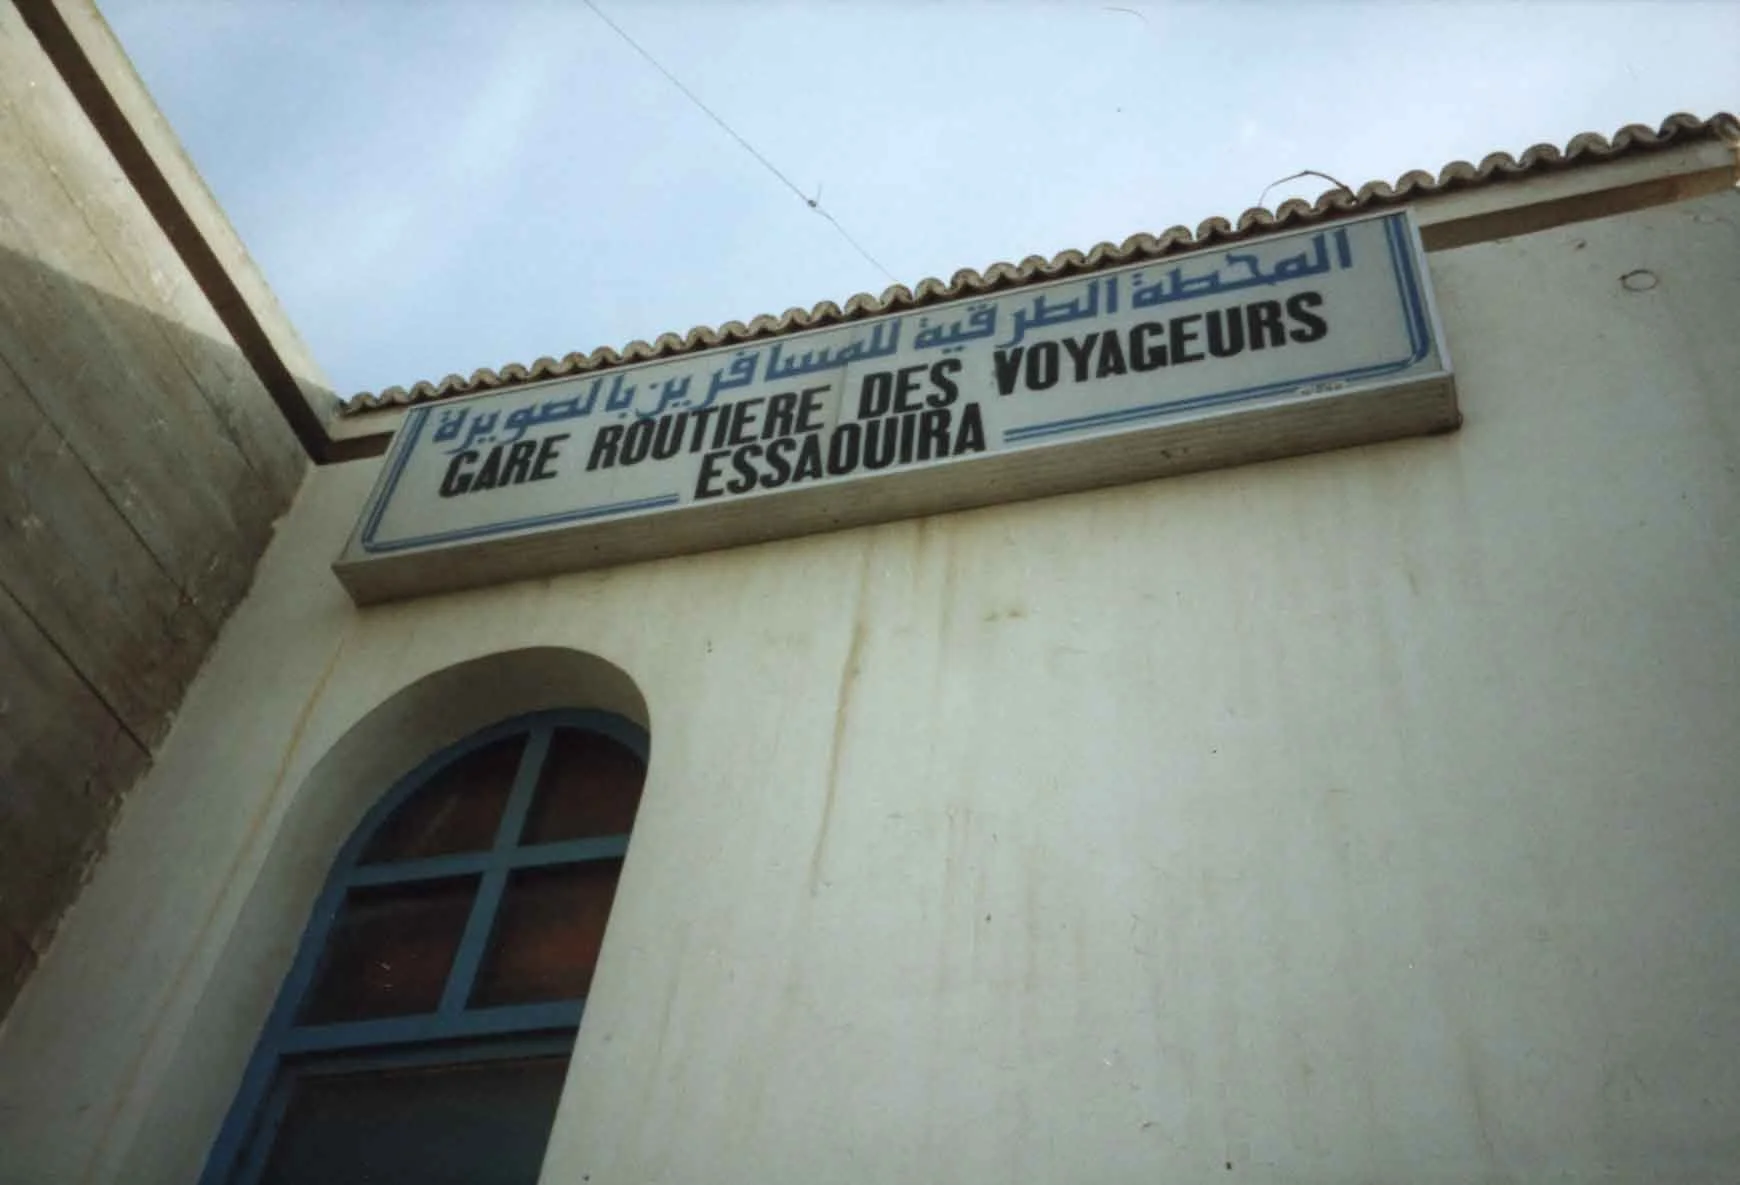 المحطة الطرقية للمسافرين بالصويرة
GARE ROUTIERE DES VOYAGEURS
ESSAOUIRA